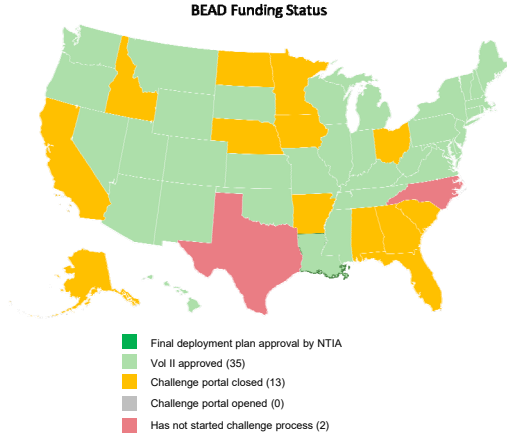 BEAD Funding Status
Final deployment plan approval by NTIA
Vol II approved (35)
Challenge portal closed (13)
Challenge portal opened (0)
Has not started challenge process (2)